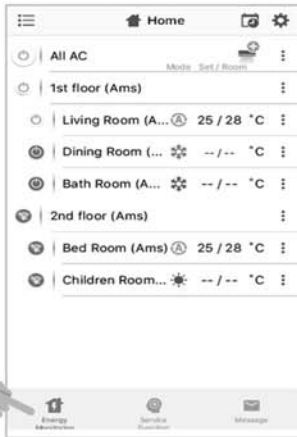 Home
All AC
Mode Set / Room
1st floor (Ams)
Living Room (A... A 25 / 28 °C
Dining Room (... -- / -- °C
Bath Room (A... -- / -- °C
2nd floor (Ams)
Bed Room (Ams) A 25 / 28 °C
Children Room... -- / -- °C
Energy Monitoring
Service
Message